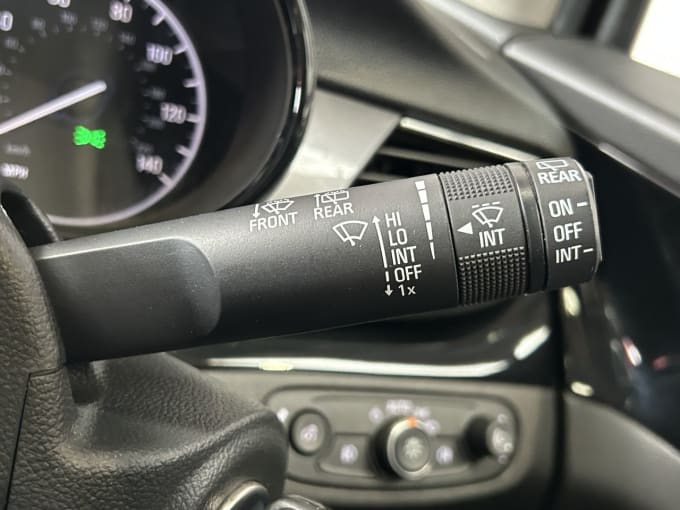 80
100
120
140
MPH
FRONT
REAR
HI
LO
INT
OFF
1x
INT
REAR
ON
OFF
INT